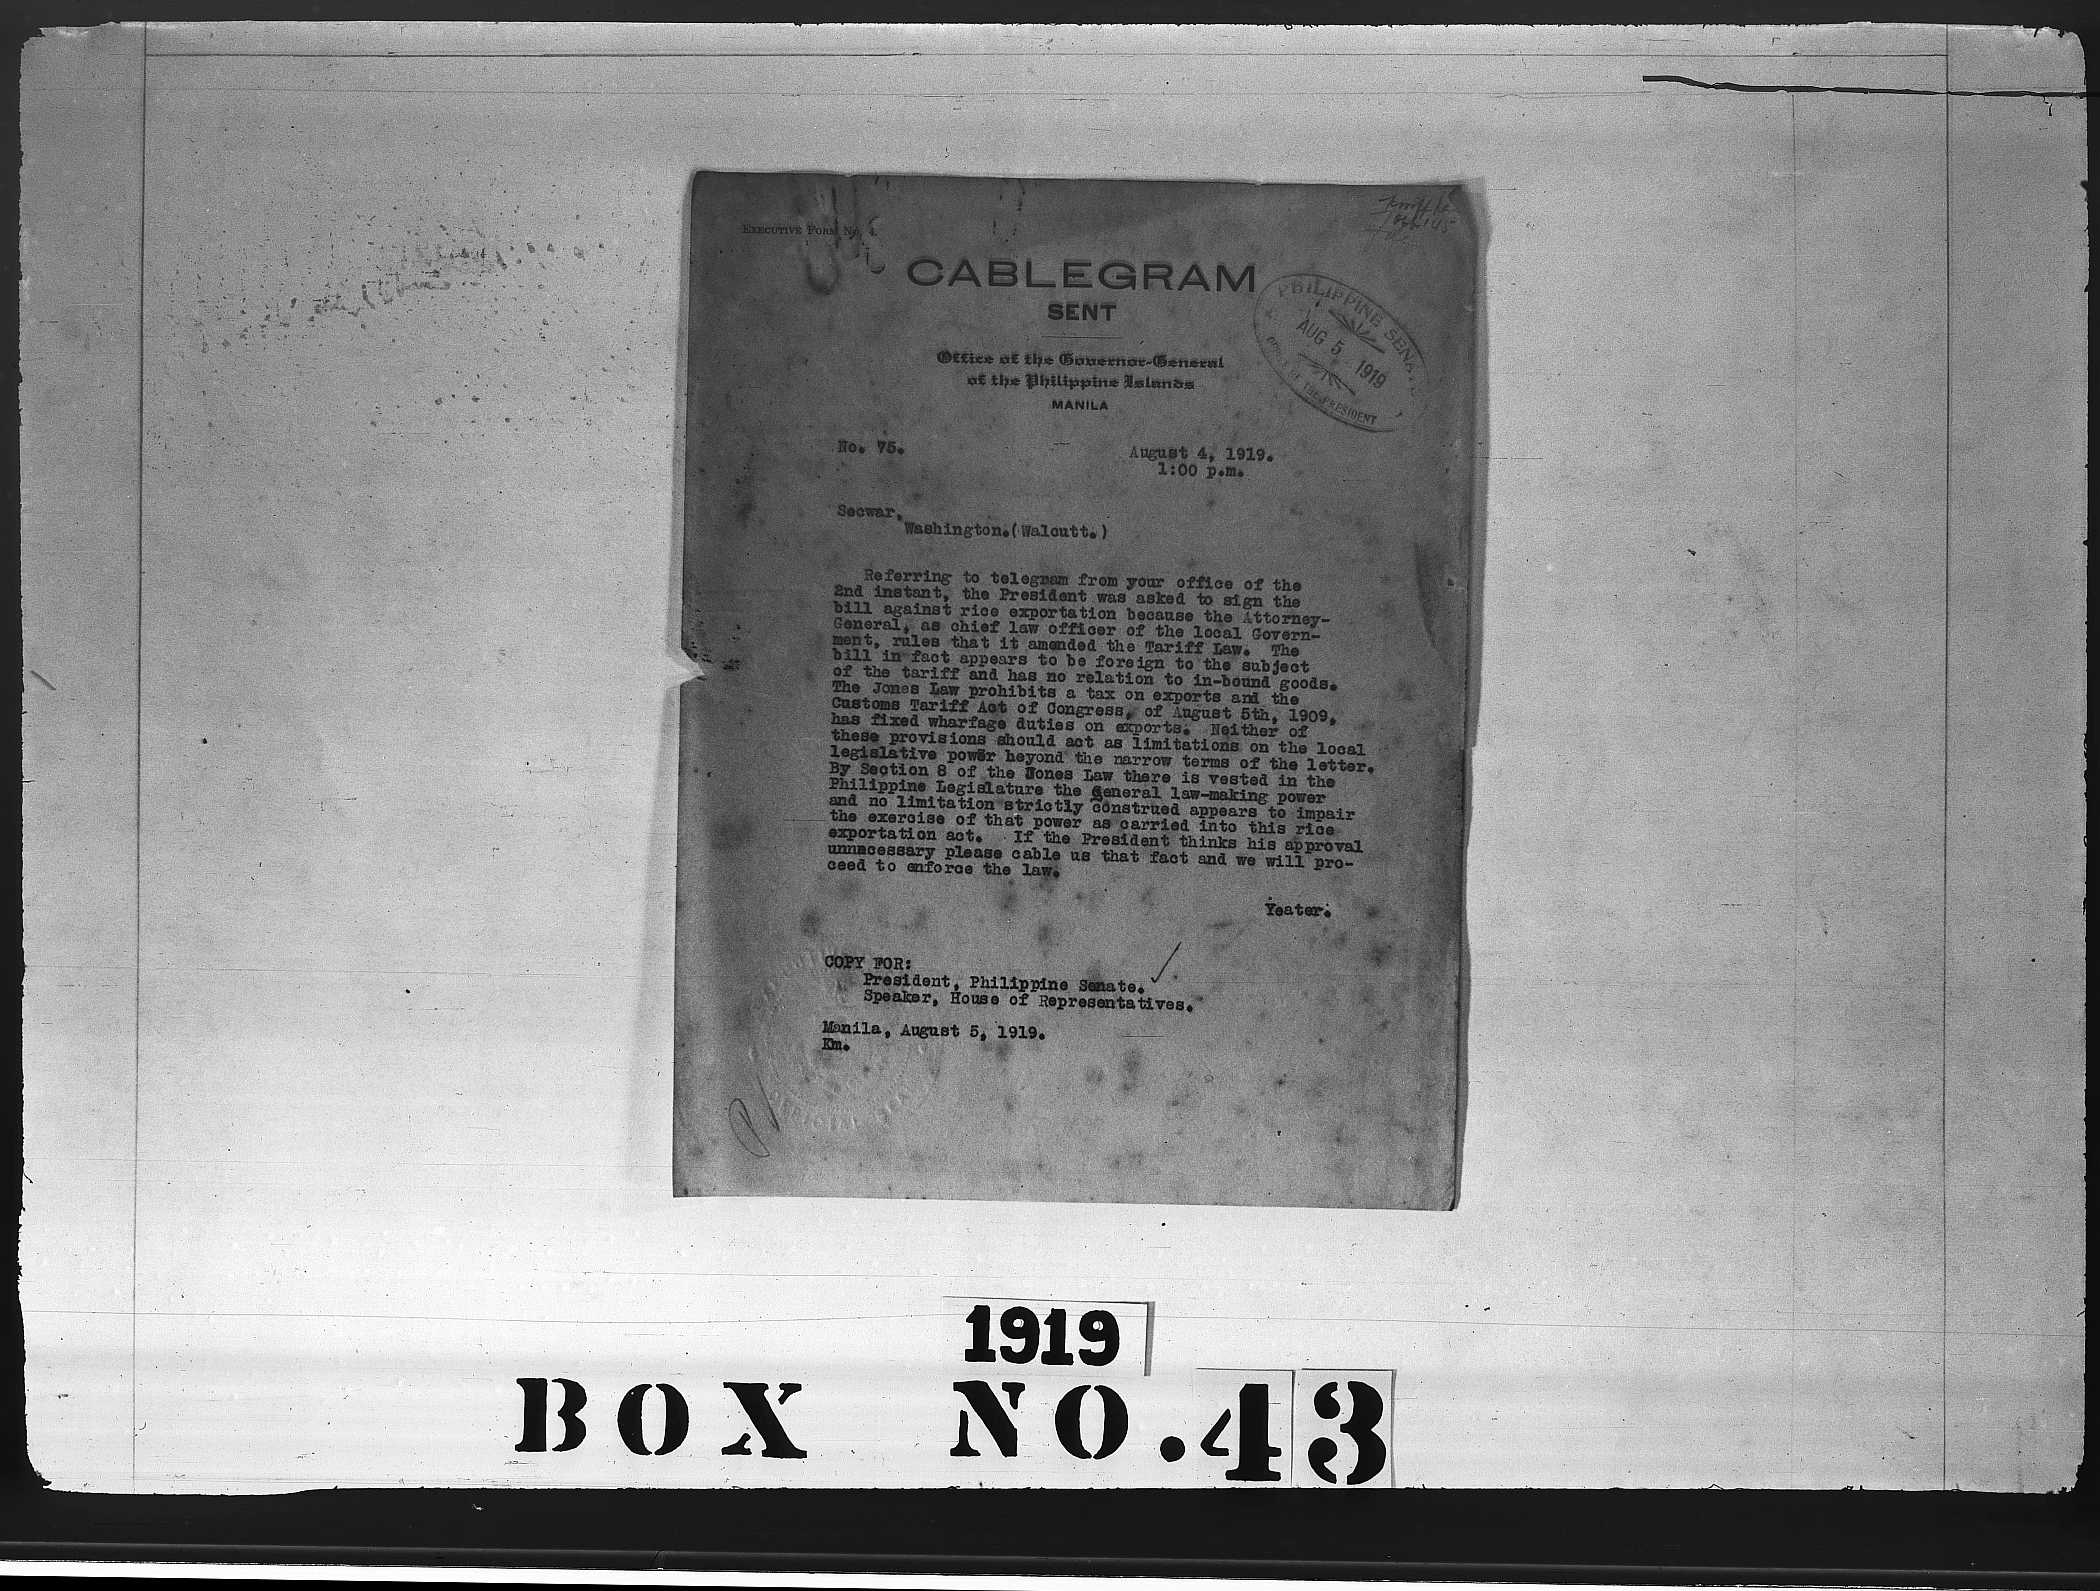 EXECUTIVE FORM No. 4.
CABLEGRAM
SENT
Office of the Governor-General
of the Philippine Islands
MANILA
PHILIPPINE SENATE
AUG 5 1919
OFFICE OF THE PRESIDENT
No. 75.
August 4, 1919.
1:00 p.m.
Secwar,
Washington.(Walcutt.)
Referring to telegram from your office of the
2nd instant, the President was asked to sign the
bill against rice exportation because the Attorney-
General, as chief law officer of the local Govern-
ment, rules that it amended the Tariff Law. The
bill in fact appears to be foreign to the subject
of the tariff and has no relation to in-bound goods.
The Jones Law prohibits a tax on exports and the
Customs Tariff Act of Congress, of August 5th, 1909,
has fixed wharfage duties on exports. Neither of
these provisions should act as limitations on the local
legislative power beyond the narrow terms of the letter.
By Section 8 of the Jones Law there is vested in the
Philippine Legislature the general law-making power
and no limitation strictly construed appears to impair
the exercise of that power as carried into this rice
exportation act. If the President thinks his approval
unnecessary please cable us that fact and we will pro-
ceed to enforce the law.
Yeater.
COPY FOR:
President, Philippine Senate.
Speaker, House of Representatives.
Manila, August 5, 1919.
Km.
1919
BOX NO.43